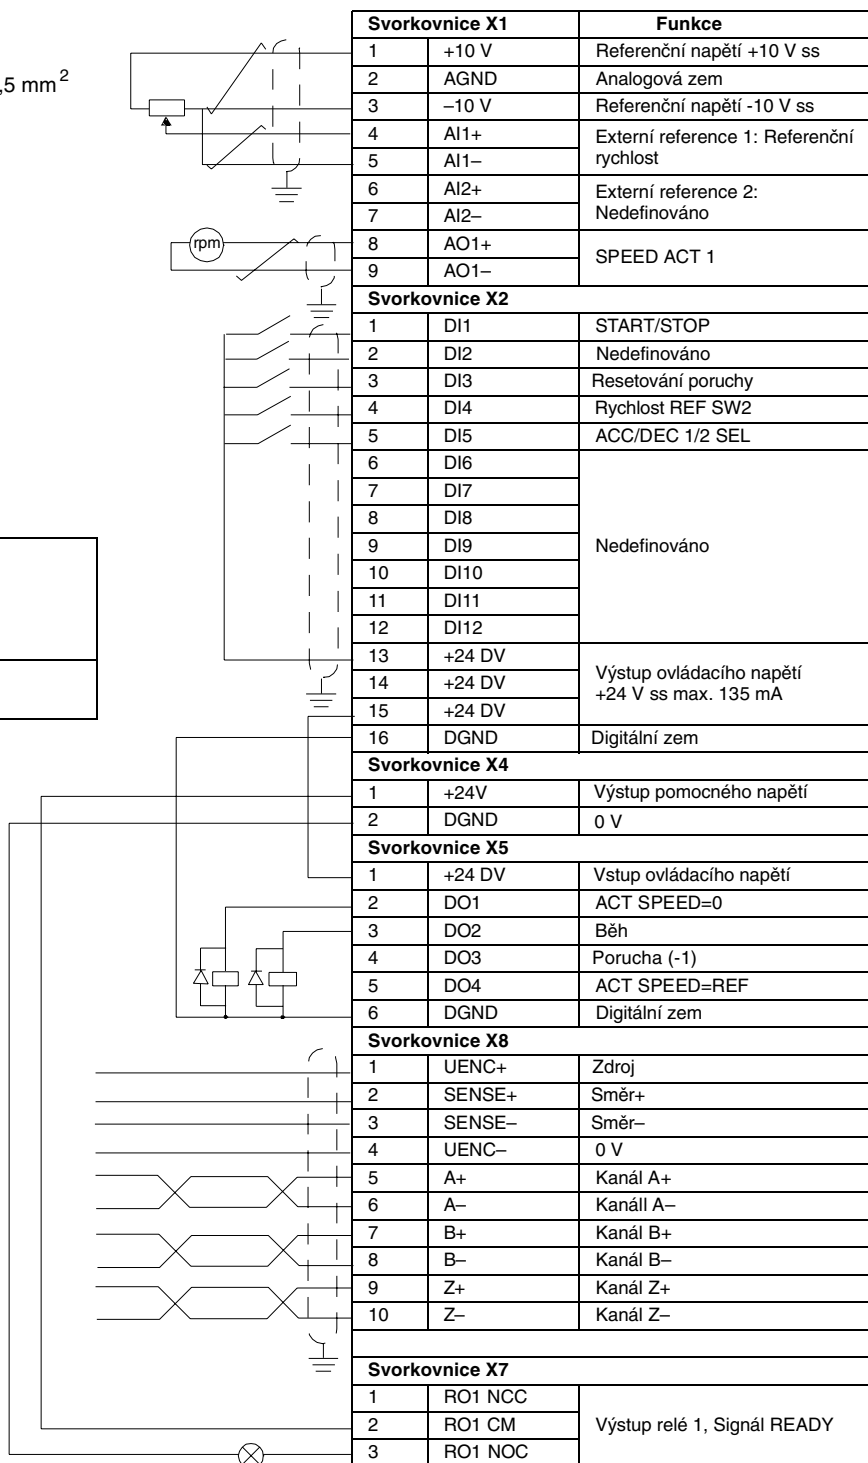 Svorkovnice X1 Funkce
1 +10 V Referenční napětí +10 V ss
,5 mm2
2 AGND Analogová zem
3 –10 V Referenční napětí -10 V ss
4 AI1+ Externí reference 1: Referenční
5 AI1– rychlost
6 AI2+ Externí reference 2:
7 AI2– Nedefinováno
rpm
8 AO1+ SPEED ACT 1
9 AO1–
Svorkovnice X2
1 DI1 START/STOP
2 DI2 Nedefinováno
3 DI3 Resetování poruchy
4 DI4 Rychlost REF SW2
5 DI5 ACC/DEC 1/2 SEL
6 DI6
7 DI7
8 DI8
9 DI9 Nedefinováno
10 DI10
11 DI11
12 DI12
13 +24 DV Výstup ovládacího napětí
14 +24 DV +24 V ss max. 135 mA
15 +24 DV
16 DGND Digitální zem
Svorkovnice X4
1 +24V Výstup pomocného napětí
2 DGND 0 V
Svorkovnice X5
1 +24 DV Vstup ovládacího napětí
2 DO1 ACT SPEED=0
3 DO2 Běh
4 DO3 Porucha (-1)
5 DO4 ACT SPEED=REF
6 DGND Digitální zem
Svorkovnice X8
1 UENC+ Zdroj
2 SENSE+ Směr+
3 SENSE– Směr–
4 UENC– 0 V
5 A+ Kanál A+
6 A– Kanáll A–
7 B+ Kanál B+
8 B– Kanál B–
9 Z+ Kanál Z+
10 Z– Kanál Z–
Svorkovnice X7
1 RO1 NCC
2 RO1 CM Výstup relé 1, Signál READY
3 RO1 NOC